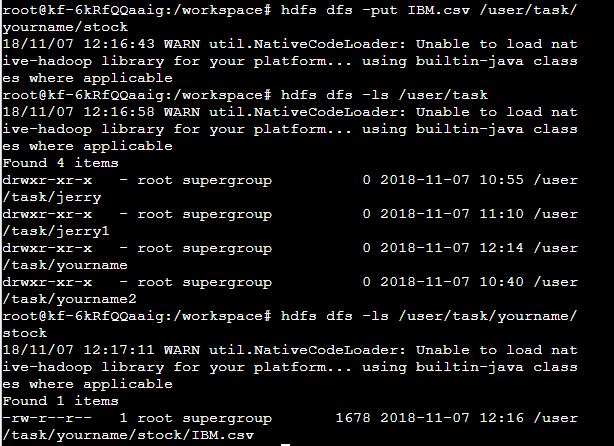 root@kf-6kRfQQaaig:/workspace# hdfs dfs -put IBM.csv /user/task/
yourname/stock
18/11/07 12:16:43 WARN util.NativeCodeLoader: Unable to load nat
ive-hadoop library for your platform... using builtin-java class
es where applicable
root@kf-6kRfQQaaig:/workspace# hdfs dfs -ls /user/task
18/11/07 12:16:58 WARN util.NativeCodeLoader: Unable to load nat
ive-hadoop library for your platform... using builtin-java class
es where applicable
Found 4 items
drwxr-xr-x   - root supergroup          0 2018-11-07 10:55 /user
/task/jerry
drwxr-xr-x   - root supergroup          0 2018-11-07 11:10 /user
/task/jerry1
drwxr-xr-x   - root supergroup          0 2018-11-07 12:14 /user
/task/yourname
drwxr-xr-x   - root supergroup          0 2018-11-07 10:40 /user
/task/yourname2
root@kf-6kRfQQaaig:/workspace# hdfs dfs -ls /user/task/yourname/
stock
18/11/07 12:17:11 WARN util.NativeCodeLoader: Unable to load nat
ive-hadoop library for your platform... using builtin-java class
es where applicable
Found 1 items
-rw-r--r--   1 root supergroup       1678 2018-11-07 12:16 /user
/task/yourname/stock/IBM.csv